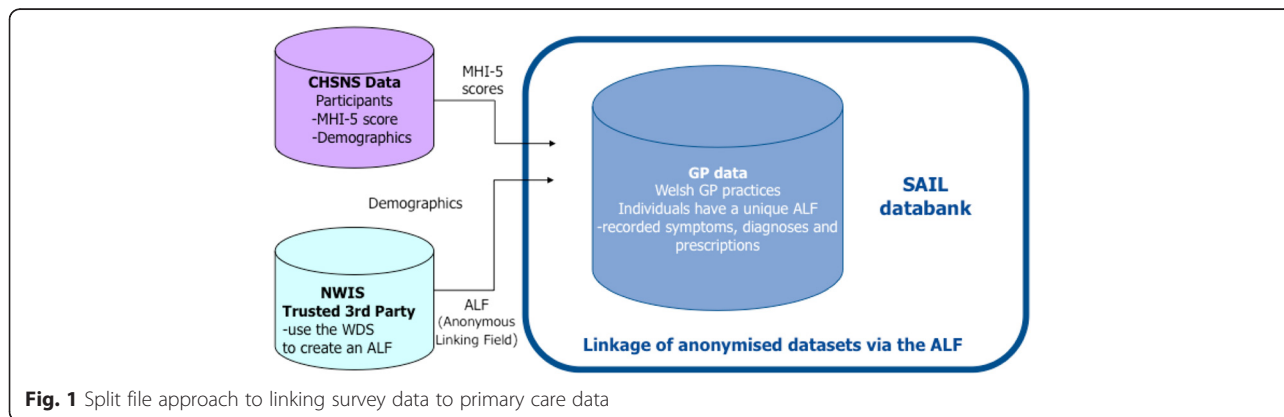 CHSNS Data
Participants
-MHI-5 score
-Demographics
MHI-5
scores
Demographics
NWIS
Trusted 3rd Party
-use the WDS
to create an ALF
ALF
(Anonymous
Linking Field)
GP data
Welsh GP practices
Individuals have a unique ALF
-recorded symptoms, diagnoses and
prescriptions
SAIL
databank
Linkage of anonymised datasets via the ALF
Fig. 1 Split file approach to linking survey data to primary care data